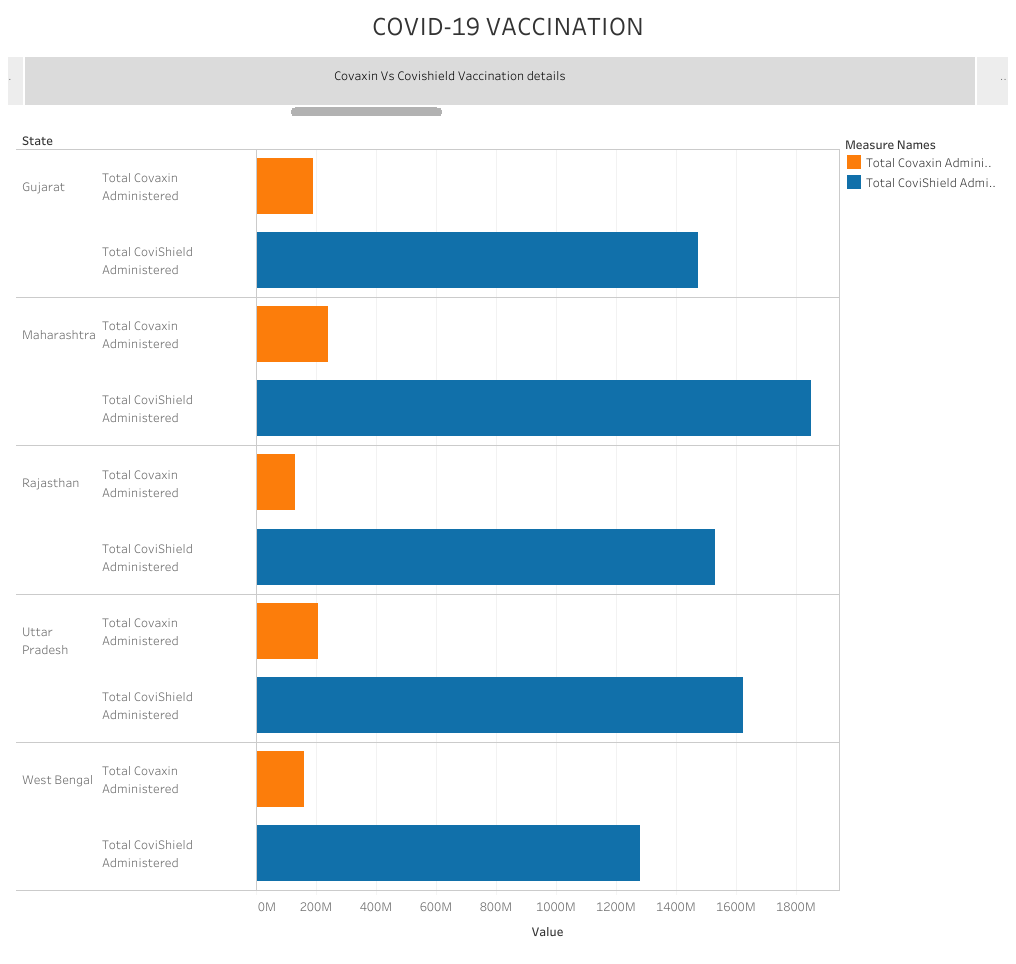 COVID-19 VACCINATION
.
Covaxin Vs Covishield Vaccination details
..
State
Measure Names
Total Covaxin Admini..
Total CoviShield Admi..
Gujarat
Total Covaxin
Administered
Total CoviShield
Administered
Maharashtra
Total Covaxin
Administered
Total CoviShield
Administered
Rajasthan
Total Covaxin
Administered
Total CoviShield
Administered
Uttar
Pradesh
Total Covaxin
Administered
Total CoviShield
Administered
West Bengal
Total Covaxin
Administered
Total CoviShield
Administered
0M 200M 400M 600M 800M 1000M 1200M 1400M 1600M 1800M
Value